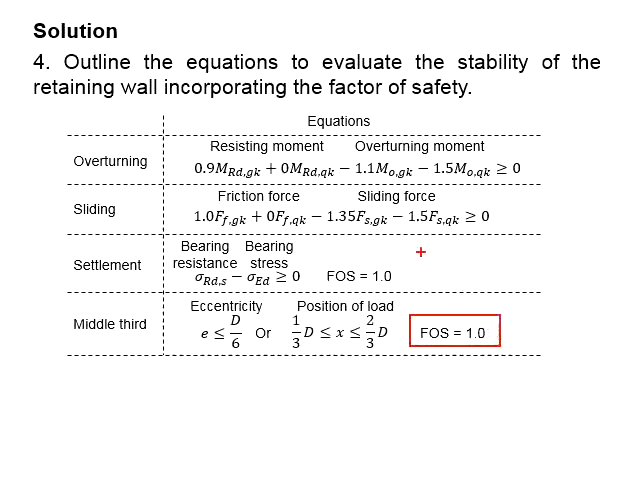 Solution
4. Outline the equations to evaluate the stability of the
retaining wall incorporating the factor of safety.
Equations
Overturning
Resisting moment Overturning moment
0.9M_{Rd,gk} + 0M_{Rd,qk} − 1.1M_{o,gk} − 1.5M_{o,qk} ≥ 0
Sliding
Friction force Sliding force
1.0F_{f,gk} + 0F_{f,qk} − 1.35F_{s,gk} − 1.5F_{s,qk} ≥ 0
Settlement
Bearing Bearing
resistance stress
σ_{Rd,s} − σ_{Ed} ≥ 0 FOS = 1.0
+
Middle third
Eccentricity Position of load
e ≤ D/6 Or 1/3 D ≤ x ≤ 2/3 D FOS = 1.0